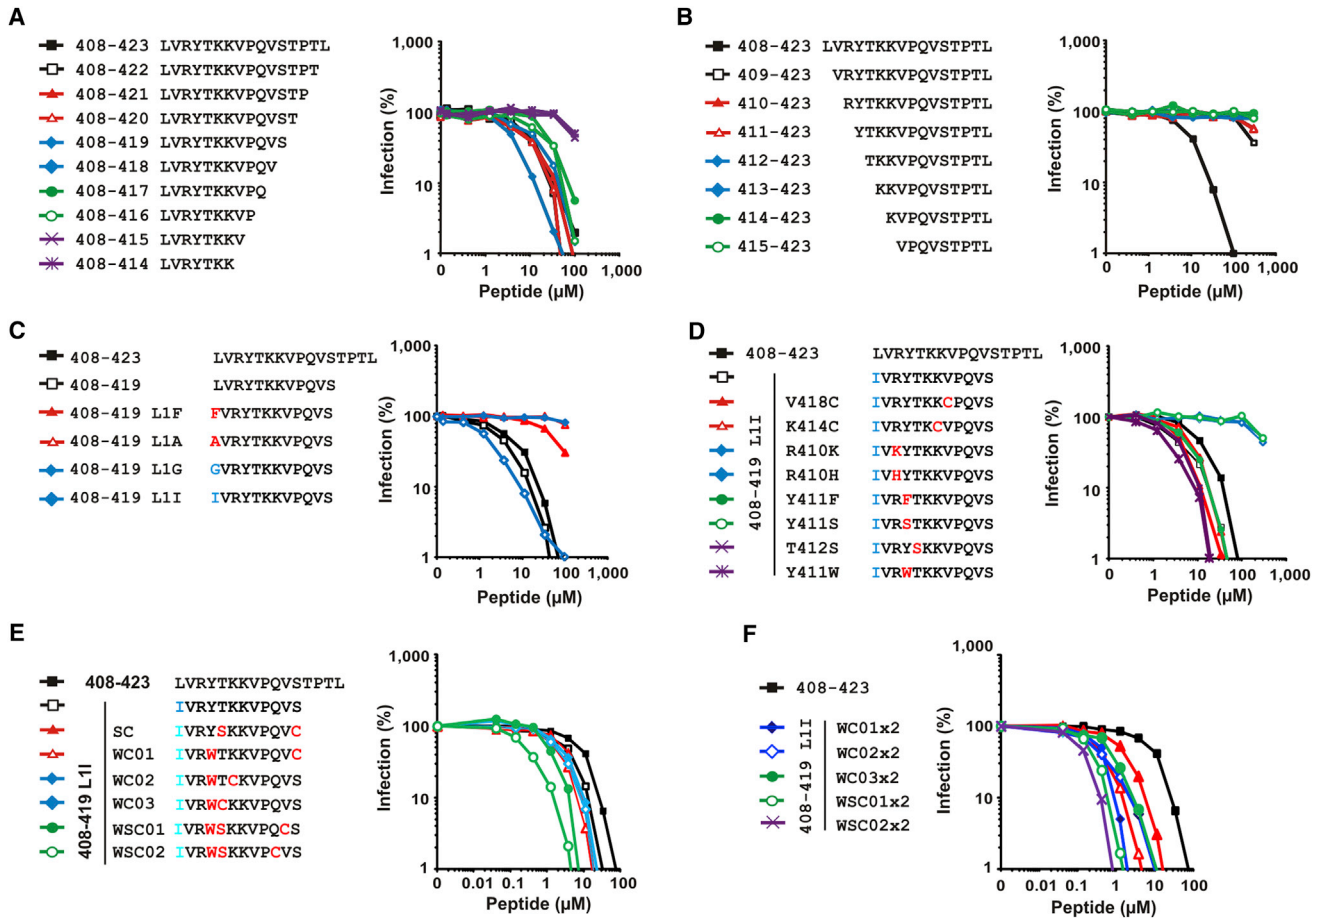 A
408-423 LVRYTKKVPQVSTPTL
408-422 LVRYTKKVPQVSTPT
408-421 LVRYTKKVPQVSTP
408-420 LVRYTKKVPQVST
408-419 LVRYTKKVPQVS
408-418 LVRYTKKVPQV
408-417 LVRYTKKVPQ
408-416 LVRYTKKVP
408-415 LVRYTKKV
408-414 LVRYTKK
Infection (%)
1,000
100
10
1
0 1 10 100 1,000
Peptide (µM)
B
408-423 LVRYTKKVPQVSTPTL
409-423 VRYTKKVPQVSTPTL
410-423 RYTKKVPQVSTPTL
411-423 YTKKVPQVSTPTL
412-423 TKKVPQVSTPTL
413-423 KKVPQVSTPTL
414-423 KVPQVSTPTL
415-423 VPQVSTPTL
Infection (%)
1,000
100
10
1
0 1 10 100 1,000
Peptide (µM)
C
408-423 LVRYTKKVPQVSTPTL
408-419 LVRYTKKVPQVS
408-419 L1F FVRYTKKVPQVS
408-419 L1A AVRYTKKVPQVS
408-419 L1G GVRYTKKVPQVS
408-419 L1I IVRYTKKVPQVS
Infection (%)
1,000
100
10
1
0 1 10 100 1,000
Peptide (µM)
D
408-423 LVRYTKKVPQVSTPTL
408-419 L1I
IVRYTKKVPQVS
V418C IVRYTKKCPQVS
K414C IVRYTKCVPQVS
R410K IVKYTKKVPQVS
R410H IVHYTKKVPQVS
Y411F IVRFTKKVPQVS
Y411S IVRSTKKVPQVS
T412S IVRYSKKVPQVS
Y411W IVRWTKKVPQVS
Infection (%)
1,000
100
10
1
0 1 10 100 1,000
Peptide (µM)
E
408-423 LVRYTKKVPQVSTPTL
408-419 L1I
IVRYTKKVPQVS
SC IVRYSKKVPQVC
WC01 IVRWTKKVPQVC
WC02 IVRWTCKVPQVS
WC03 IVRWCKKVPQVS
WSC01 IVRWSKKVPQCS
WSC02 IVRWSKKVPCVS
Infection (%)
1,000
100
10
1
0 0.01 0.1 1 10 100
Peptide (µM)
F
408-423
408-419 L1I
WC01x2
WC02x2
WC03x2
WSC01x2
WSC02x2
Infection (%)
1,000
100
10
1
0 0.01 0.1 1 10 100
Peptide (µM)